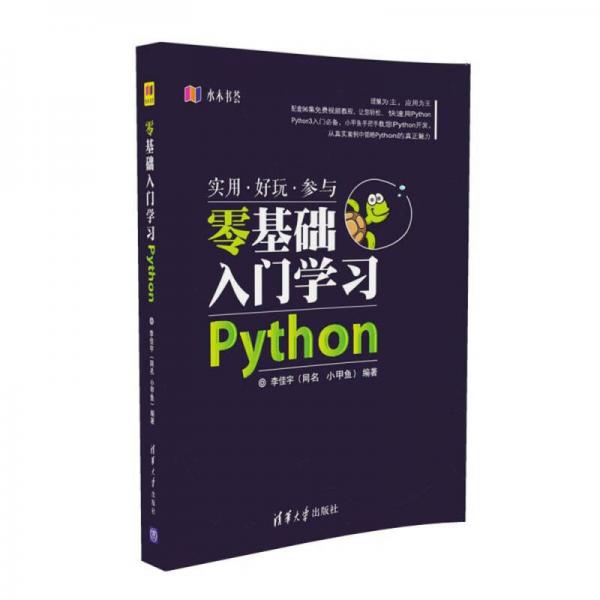 水木书荟
理解为主，应用为王
配套96集免费视频教程，让您轻松、快速用Python
Python3入门必备，小甲鱼手把手教您Python开发，
从真实案例中领略Python的真正魅力
实用·好玩·参与
零基础
入门学习
Python
李佳宇（网名 小甲鱼） 编著
清华大学出版社
水木书荟
零基础入门学习Python
李佳宇（网名 小甲鱼） 编著
清华大学出版社